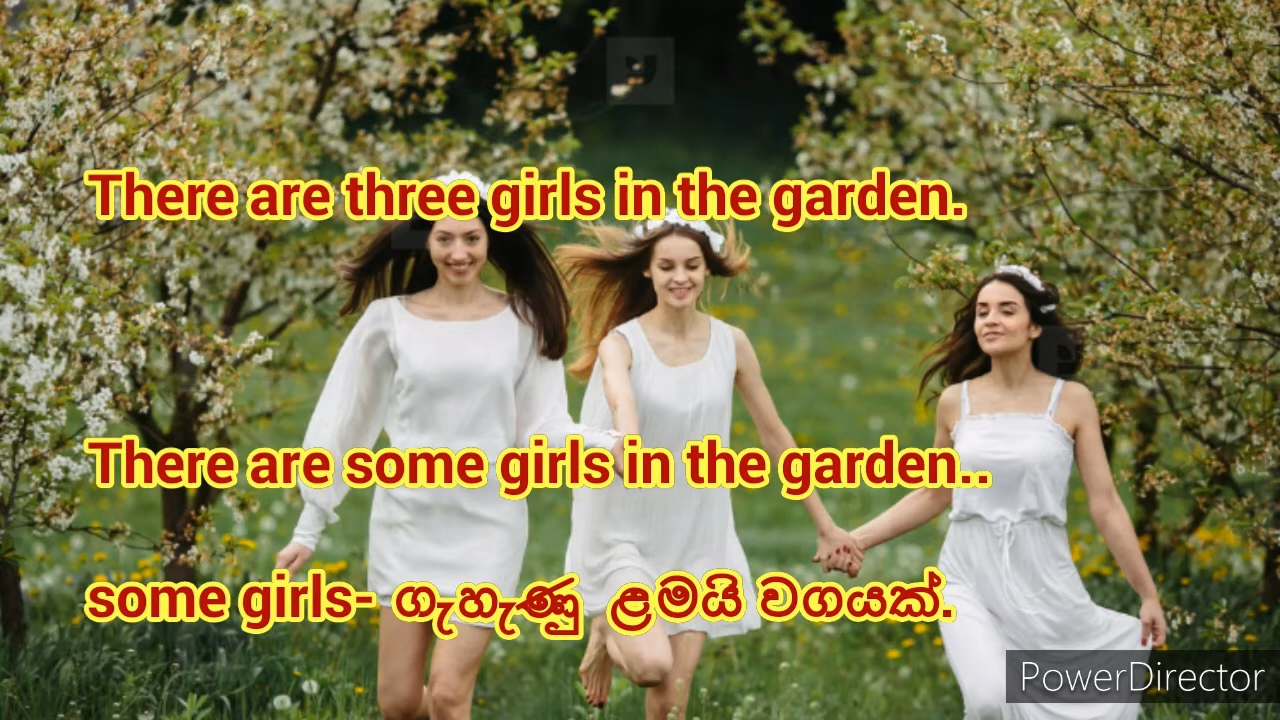 There are three girls in the garden.
There are some girls in the garden..
some girls- ගැහැණු ළමයි වගයක්.
PowerDirector